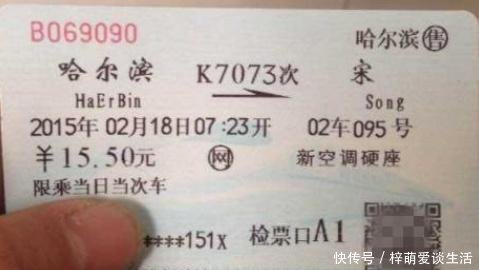 B069090 哈尔滨售
哈尔滨 K7073次 宋
HaErBin Song
2015年02月18日07:23开 02车095号
￥15.50元 网 新空调硬座
限乘当日当次车
****151X 检票口A1
快传号/梓萌爱谈生活